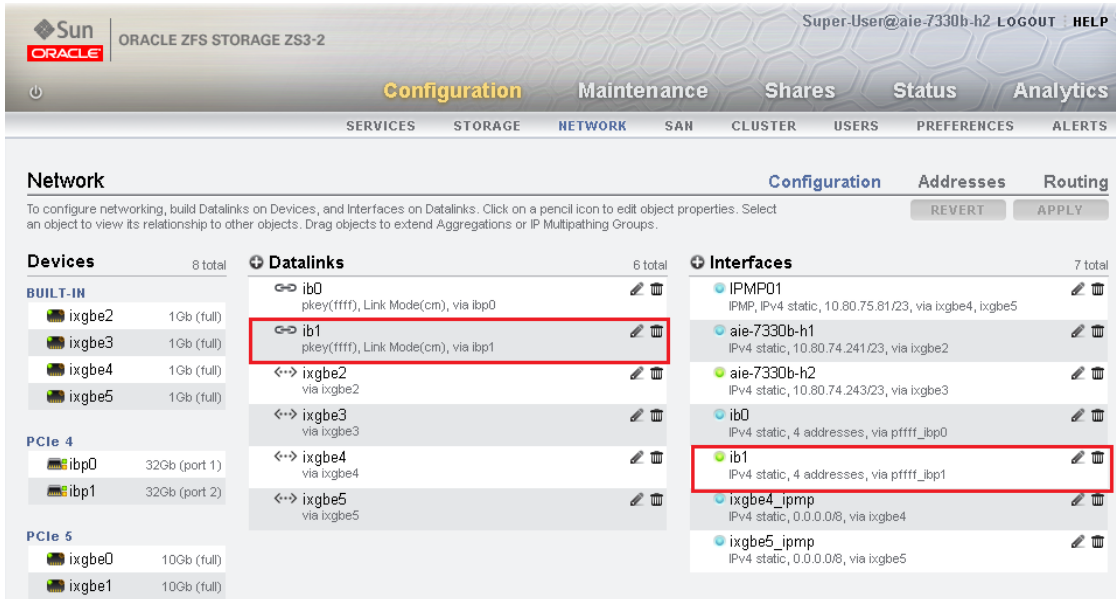 Sun
ORACLE
ORACLE ZFS STORAGE ZS3-2
Super-User@aie-7330b-h2 LOGOUT HELP
Configuration Maintenance Shares Status Analytics
SERVICES STORAGE NETWORK SAN CLUSTER USERS PREFERENCES ALERTS
Network
Configuration Addresses Routing
To configure networking, build Datalinks on Devices, and Interfaces on Datalinks. Click on a pencil icon to edit object properties. Select
an object to view its relationship to other objects. Drag objects to extend Aggregations or IP Multipathing Groups.
REVERT APPLY
Devices 8 total
BUILT-IN
ixgbe2 1Gb (full)
ixgbe3 1Gb (full)
ixgbe4 1Gb (full)
ixgbe5 1Gb (full)
PCIe 4
ibp0 32Gb (port 1)
ibp1 32Gb (port 2)
PCIe 5
ixgbe0 10Gb (full)
ixgbe1 10Gb (full)
Datalinks 6 total
ib0
pkey(ffff), Link Mode(cm), via ibp0
ib1
pkey(ffff), Link Mode(cm), via ibp1
ixgbe2
via ixgbe2
ixgbe3
via ixgbe3
ixgbe4
via ixgbe4
ixgbe5
via ixgbe5
Interfaces 7 total
IPMP01
IPMP, IPv4 static, 10.80.75.81/23, via ixgbe4, ixgbe5
aie-7330b-h1
IPv4 static, 10.80.74.241/23, via ixgbe2
aie-7330b-h2
IPv4 static, 10.80.74.243/23, via ixgbe3
ib0
IPv4 static, 4 addresses, via pffff_ibp0
ib1
IPv4 static, 4 addresses, via pffff_ibp1
ixgbe4_ipmp
IPv4 static, 0.0.0.0/8, via ixgbe4
ixgbe5_ipmp
IPv4 static, 0.0.0.0/8, via ixgbe5